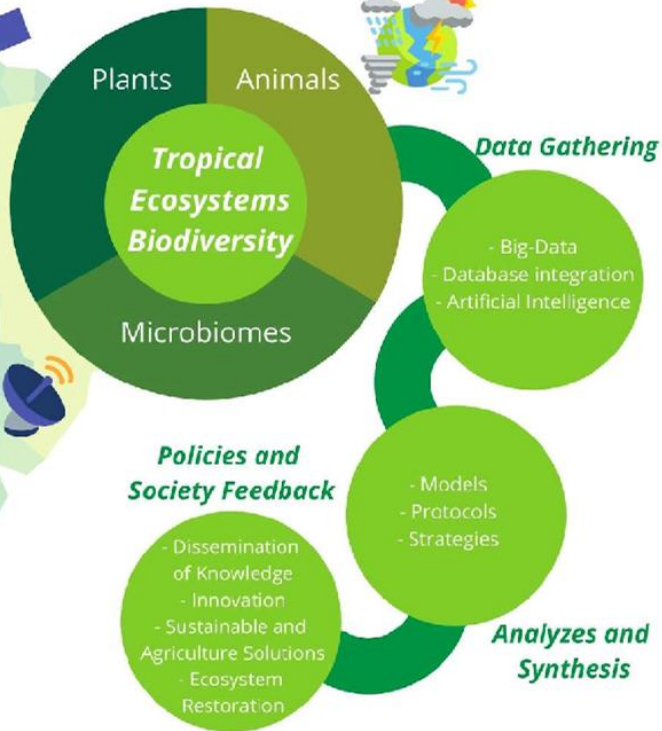 Plants
Animals
Tropical
Ecosystems
Biodiversity
Microbiomes
Data Gathering
- Big-Data
- Database integration
- Artificial Intelligence
- Models
- Protocols
- Strategies
Analyzes and
Synthesis
Policies and
Society Feedback
- Dissemination
of Knowledge
- Innovation
- Sustainable and
Agriculture Solutions
- Ecosystem
Restoration